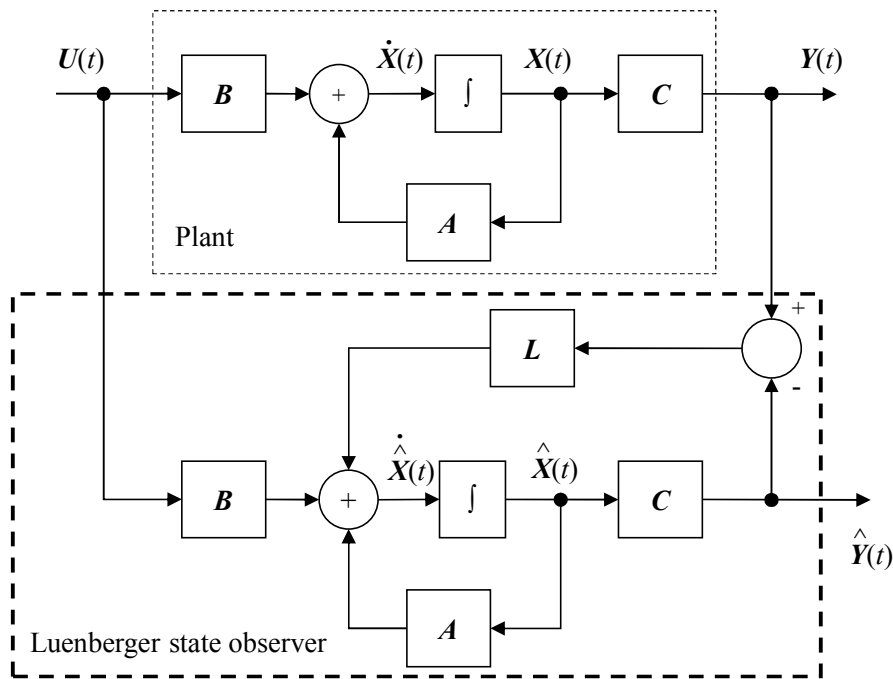 U(t)
Ẋ(t)
X(t)
Y(t)
B
+
∫
C
A
Plant
+
L
-
Ẋ̂(t)
X̂(t)
B
+
∫
C
Ŷ(t)
A
Luenberger state observer